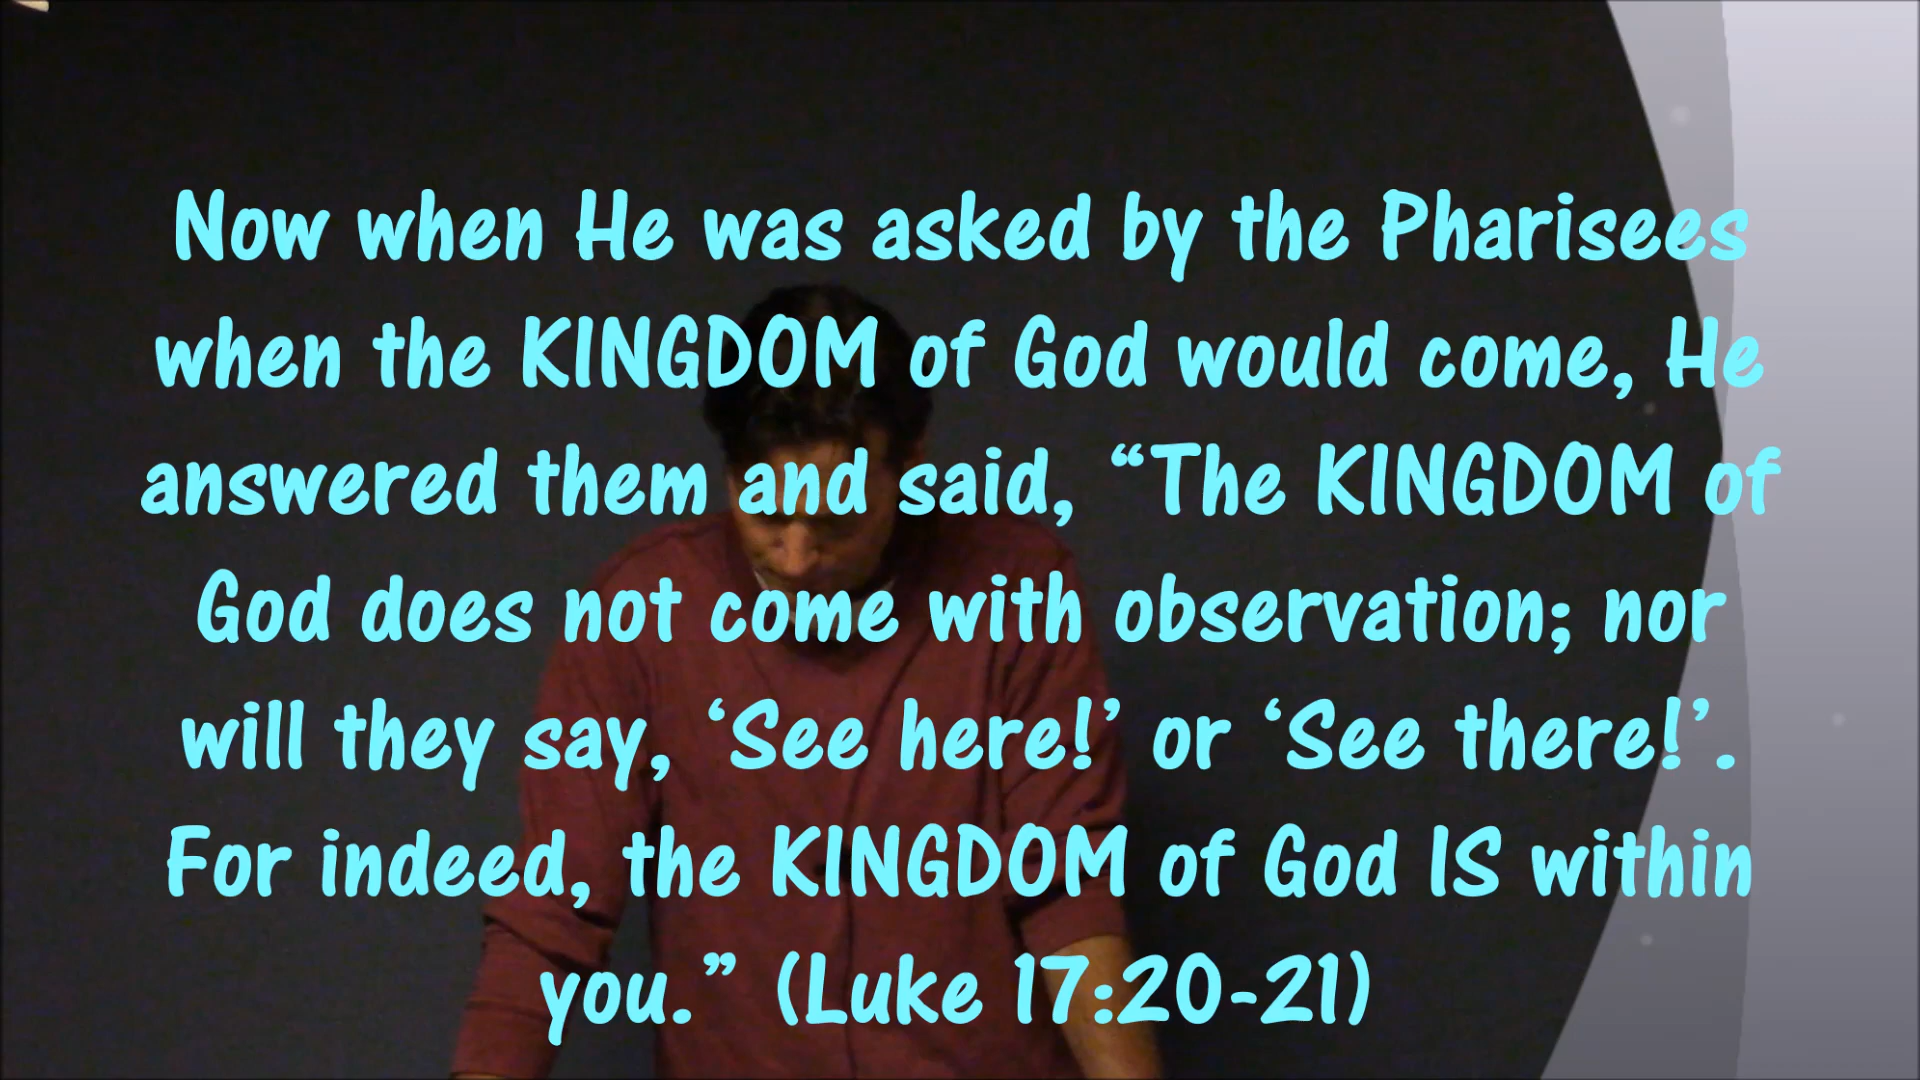 Now when He was asked by the Pharisees
when the KINGDOM of God would come, He
answered them and said, “The KINGDOM of
God does not come with observation; nor
will they say, ‘See here!’ or ‘See there!’.
For indeed, the KINGDOM of God IS within
you.” (Luke 17:20-21)